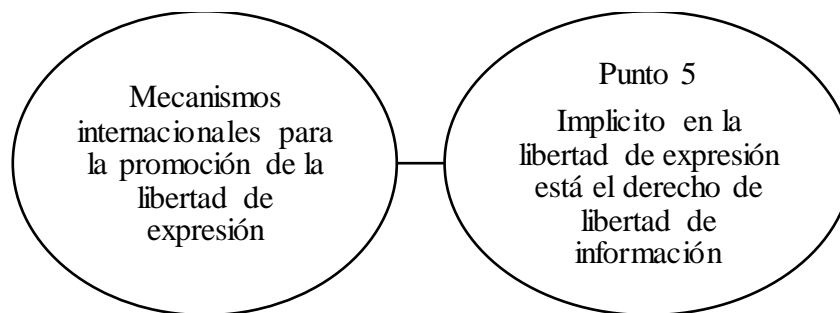 Mecanismos
internacionales para
la promoción de la
libertad de
expresión
Punto 5
Implicito en la
libertad de expresión
está el derecho de
libertad de
información